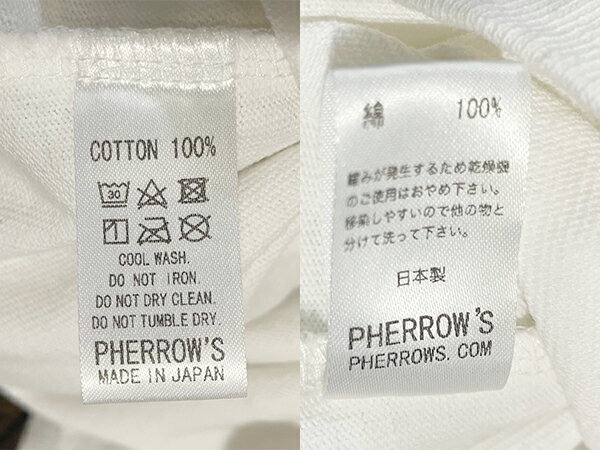 COTTON 100%
30
COOL WASH.
DO NOT IRON.
DO NOT DRY CLEAN.
DO NOT TUMBLE DRY.
PHERROW'S
MADE IN JAPAN
綿 100%
縮みが発生するため乾燥機
のご使用はおやめ下さい。
移染しやすいので他の物と
分けて洗って下さい。
日本製
PHERROW'S
PHERROWS. COM